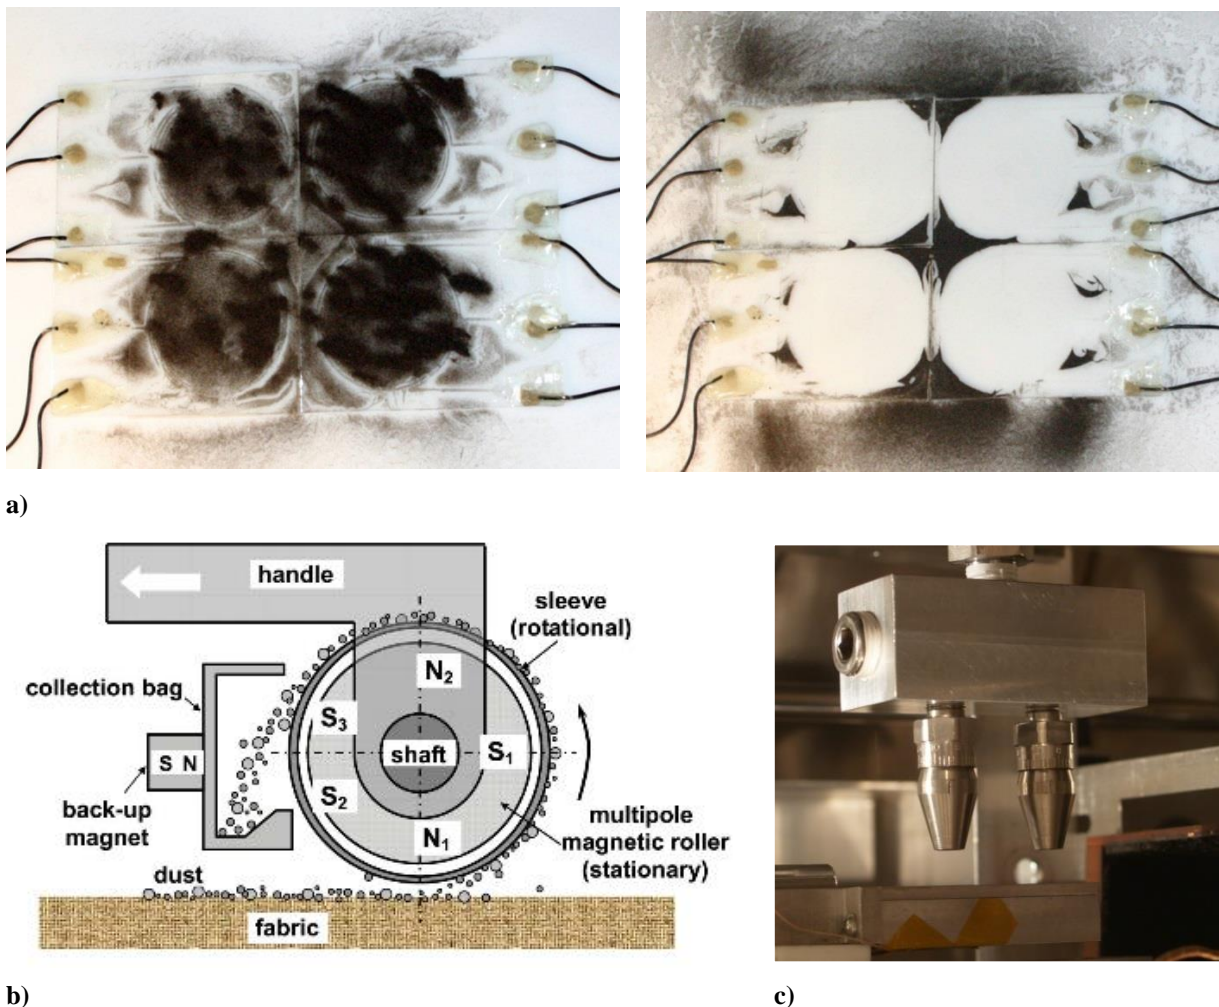 a)
handle
sleeve
(rotational)
N2
collection bag
S3
shaft
S1
S N
S2
back-up
magnet
N1
multipole
magnetic roller
(stationary)
dust
fabric
b)
c)